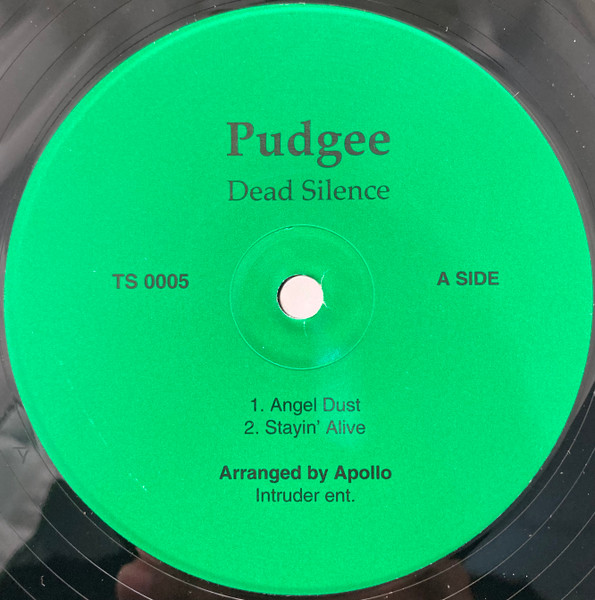 Pudgee
Dead Silence
TS 0005
A SIDE
1. Angel Dust
2. Stayin' Alive
Arranged by Apollo
Intruder ent.